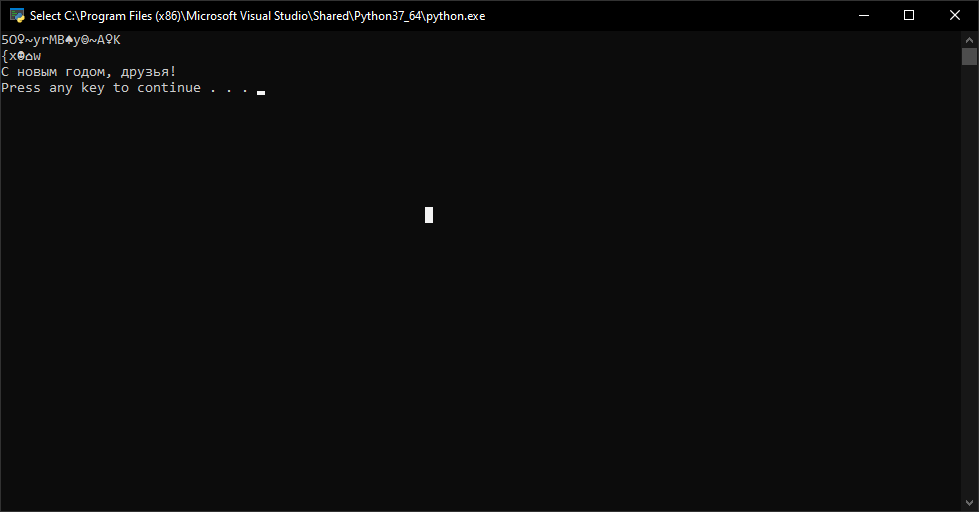 Select C:\Program Files (x86)\Microsoft Visual Studio\Shared\Python37_64\python.exe
5O♀~yrMB♠y☺~A♀K
{x☻⌂w
С новым годом, друзья!
Press any key to continue . . .